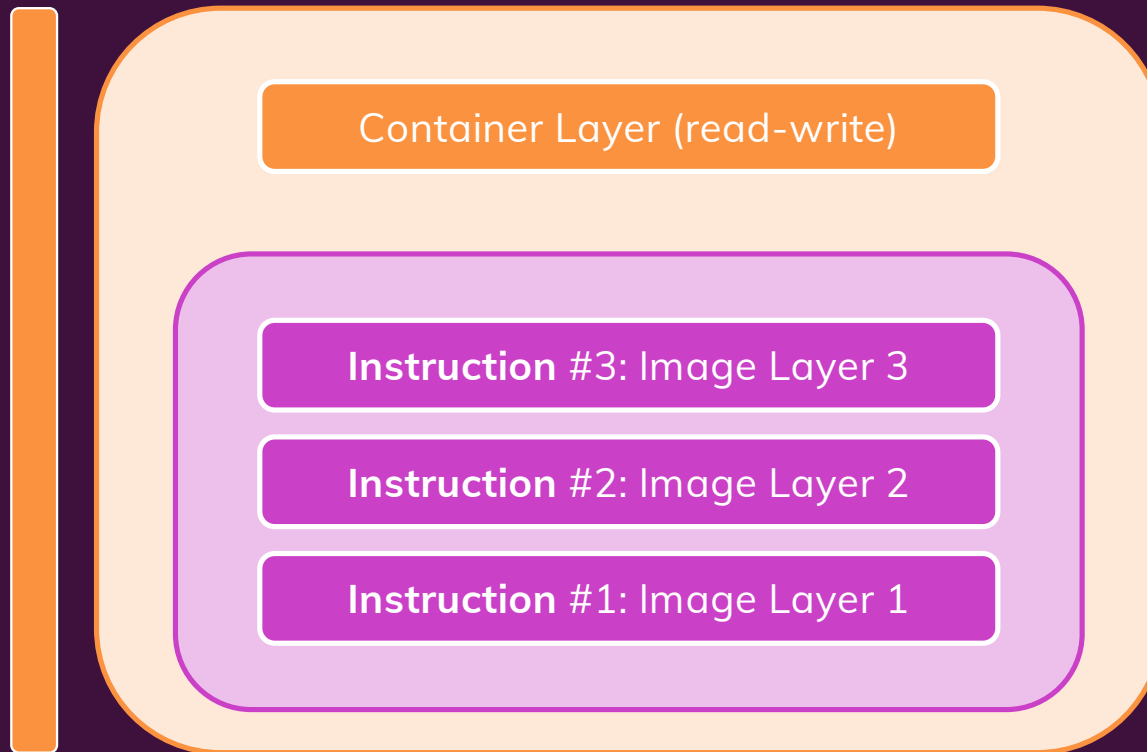 Container Layer (read-write)
Instruction #3: Image Layer 3
Instruction #2: Image Layer 2
Instruction #1: Image Layer 1